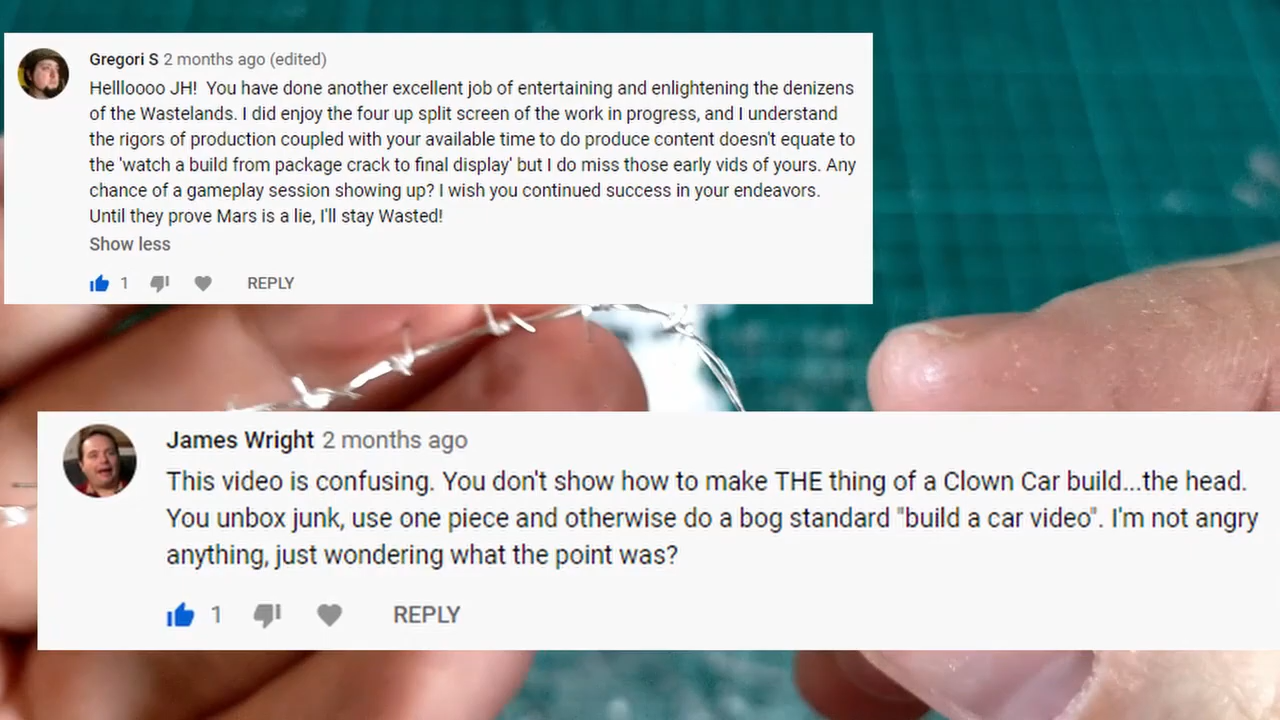 Gregori S 2 months ago (edited)
Hellloooo JH! You have done another excellent job of entertaining and enlightening the denizens
of the Wastelands. I did enjoy the four up split screen of the work in progress, and I understand
the rigors of production coupled with your available time to do produce content doesn't equate to
the 'watch a build from package crack to final display' but I do miss those early vids of yours. Any
chance of a gameplay session showing up? I wish you continued success in your endeavors.
Until they prove Mars is a lie, I'll stay Wasted!
Show less
1 REPLY
James Wright 2 months ago
This video is confusing. You don't show how to make THE thing of a Clown Car build...the head.
You unbox junk, use one piece and otherwise do a bog standard "build a car video". I'm not angry
anything, just wondering what the point was?
1 REPLY